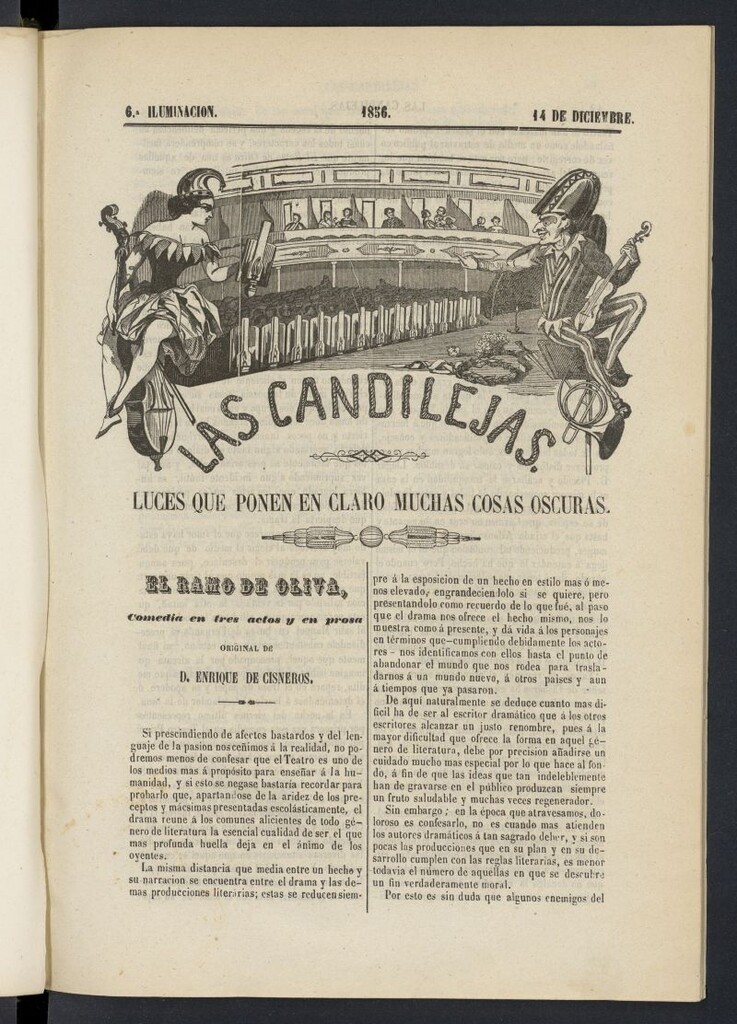 6.ª ILUMINACION.
1856.
14 DE DICIEMBRE.
LAS CANDILEJAS.
LUCES QUE PONEN EN CLARO MUCHAS COSAS OSCURAS.
EL RAMO DE OLIVA,
Comedia en tres actos y en prosa
ORIGINAL DE
D. ENRIQUE DE CISNEROS.
Si prescindiendo de afectos bastardos y del len-
guaje de la pasion nos ceñimos á la realidad, no po-
dremos menos de confesar que el Teatro es uno de
los medios mas á propósito para enseñar á la hu-
manidad, y si esto se negase bastaría recordar para
probarlo que, apartandose de la aridez de los pre-
ceptos y mácsimas presentadas escolásticamente, el
drama reune á los comunes alicientes de todo gé-
nero de literatura la esencial cualidad de ser el que
mas profunda huella deja en el ánimo de los
oyentes.
La misma distancia que media entre un hecho y
su narracion se encuentra entre el drama y las de-
mas producciones literarias; estas se reducen siem-
pre á la esposicion de un hecho en estilo mas ó me-
nos elevado, engrandeciendolo si se quiere, pero
presentandolo como recuerdo de lo que fué, al paso
que el drama nos ofrece el hecho mismo, nos lo
muestra como á presente, y dá vida á los personajes
en términos que—cumpliendo debidamente los acto-
res—nos identificamos con ellos hasta el punto de
abandonar el mundo que nos rodea para trasla-
darnos á un mundo nuevo, á otros paises y aun
á tiempos que ya pasaron.
De aqui naturalmente se deduce cuanto mas di-
ficil ha de ser al escritor dramático que á los otros
escritores alcanzar un justo renombre, pues á la
mayor dificultad que ofrece la forma en aquel gé-
nero de literatura, debe por precision añadirse un
cuidado mucho mas especial por lo que hace al fon-
do, á fin de que las ideas que tan indeleblemente
han de gravarse en el público produzcan siempre
un fruto saludable y muchas veces regenerador.
Sin embargo; en la época que atravesamos, do-
loroso es confesarlo, no es cuando mas atienden
los autores dramáticos á tan sagrado deber, y si son
pocas las producciones que en su plan y en su de-
sarrollo cumplen con las reglas literarias, es menor
todavia el número de aquellas en que se descubre
un fin verdaderamente moral.
Por esto es sin duda que algunos enemigos del